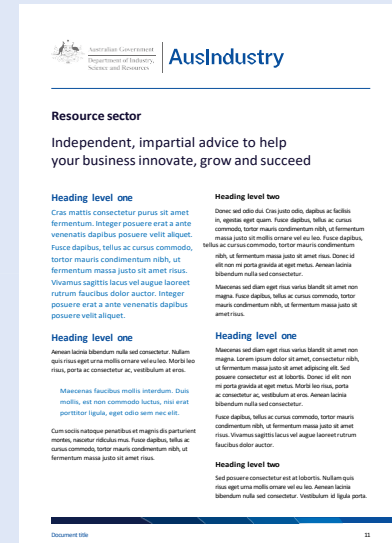 Australian Government
Department of Industry,
Science and Resources
AusIndustry
Resource sector
Independent, impartial advice to help
your business innovate, grow and succeed
Heading level one
Cras mattis consectetur purus sit amet
fermentum. Integer posuere erat a ante
venenatis dapibus posuere velit aliquet.
Fusce dapibus, tellus ac cursus commodo,
tortor mauris condimentum nibh, ut
fermentum massa justo sit amet risus.
Vivamus sagittis lacus vel augue laoreet
rutrum faucibus dolor auctor. Integer
posuere erat a ante venenatis dapibus
posuere velit aliquet.
Heading level one
Aenean lacinia bibendum nulla sed consectetur. Nullam
quis risus eget urna mollis ornare vel eu leo. Morbi leo
risus, porta ac consectetur ac, vestibulum at eros.
Maecenas faucibus mollis interdum. Duis
mollis, est non commodo luctus, nisi erat
porttitor ligula, eget odio sem nec elit.
Cum sociis natoque penatibus et magnis dis parturient
montes, nascetur ridiculus mus. Fusce dapibus, tellus ac
cursus commodo, tortor mauris condimentum nibh, ut
fermentum massa justo sit amet risus.
Heading level two
Donec sed odio dui. Cras justo odio, dapibus ac facilisis
in, egestas eget quam. Fusce dapibus, tellus ac cursus
commodo, tortor mauris condimentum nibh, ut fermentum
massa justo sit mollis ornare vel eu leo. Fusce dapibus,
tellus ac cursus commodo, tortor mauris condimentum
nibh, ut fermentum massa justo sit amet risus. Donec id
elit non mi porta gravida at eget metus. Aenean lacinia
bibendum nulla sed consectetur.
Maecenas sed diam eget risus varius blandit sit amet non
magna. Fusce dapibus, tellus ac cursus commodo, tortor
mauris condimentum nibh, ut fermentum massa justo sit
amet risus.
Heading level one
Maecenas sed diam eget risus varius blandit sit amet non
magna. Lorem ipsum dolor sit amet, consectetur nibh,
ut fermentum massa justo sit amet adipiscing elit. Sed
posuere consectetur est at lobortis. Donec id elit non
mi porta gravida at eget metus. Morbi leo risus, porta
ac consectetur ac, vestibulum at eros. Aenean lacinia
bibendum nulla sed consectetur.
Fusce dapibus, tellus ac cursus commodo, tortor mauris
condimentum nibh, ut fermentum massa justo sit amet
risus. Vivamus sagittis lacus vel augue laoreet rutrum
faucibus dolor auctor.
Heading level two
Sed posuere consectetur est at lobortis. Nullam quis
risus eget urna mollis ornare vel eu leo. Aenean lacinia
bibendum nulla sed consectetur. Vestibulum id ligula porta.
Document title
11